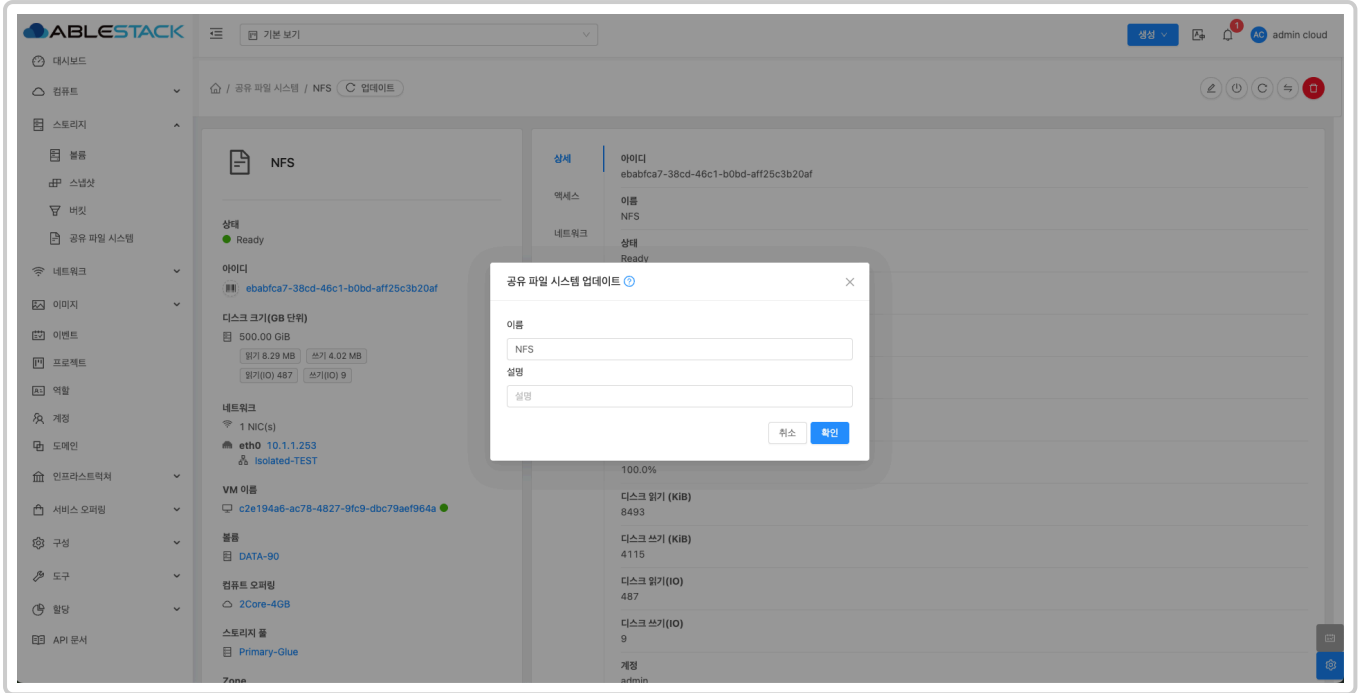 ABLESTACK
기본 보기
생성
1
AC admin cloud
대시보드
컴퓨트
스토리지
볼륨
스냅샷
버킷
공유 파일 시스템
네트워크
이미지
이벤트
프로젝트
역할
계정
도메인
인프라스트럭쳐
서비스 오퍼링
구성
도구
할당
API 문서
/ 공유 파일 시스템 / NFS 업데이트
NFS
상태
Ready
아이디
ebabfca7-38cd-46c1-b0bd-aff25c3b20af
디스크 크기(GB 단위)
500.00 GiB
읽기 8.29 MB 쓰기 4.02 MB
읽기(IO) 487 쓰기(IO) 9
네트워크
1 NIC(s)
eth0 10.1.1.253
Isolated-TEST
VM 이름
c2e194a6-ac78-4827-9fc9-dbc79aef964a
볼륨
DATA-90
컴퓨트 오퍼링
2Core-4GB
스토리지 풀
Primary-Glue
Zone
상세
액세스
네트워크
아이디
ebabfca7-38cd-46c1-b0bd-aff25c3b20af
이름
NFS
상태
Ready
공유 파일 시스템 업데이트
이름
NFS
설명
설명
취소 확인
100.0%
디스크 읽기 (KiB)
8493
디스크 쓰기 (KiB)
4115
디스크 읽기(IO)
487
디스크 쓰기(IO)
9
계정
admin